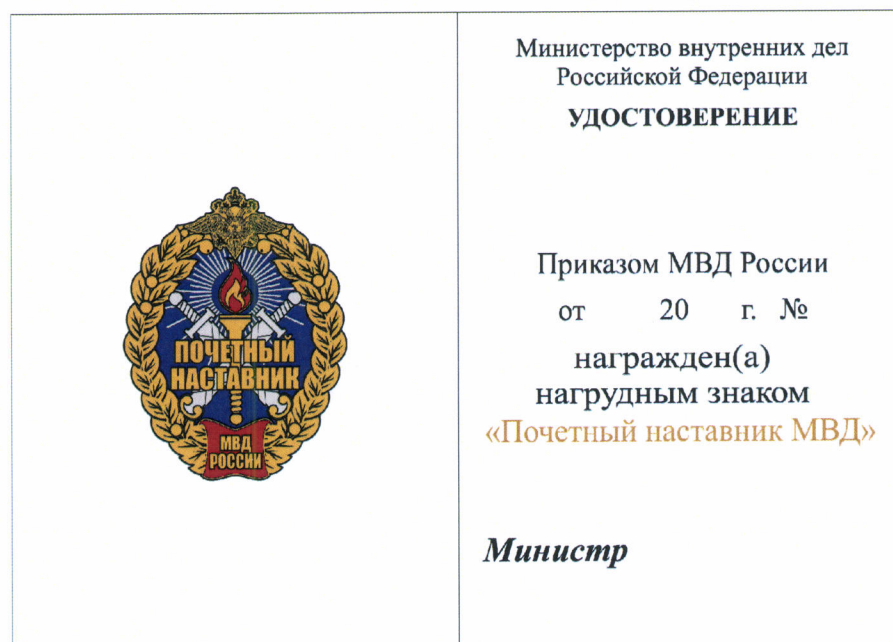 ПОЧЕТНЫЙ
НАСТАВНИК
МВД
РОССИИ
Министерство внутренних дел
Российской Федерации
УДОСТОВЕРЕНИЕ
Приказом МВД России
от 20 г. №
награжден(а)
нагрудным знаком
«Почетный наставник МВД»
Министр